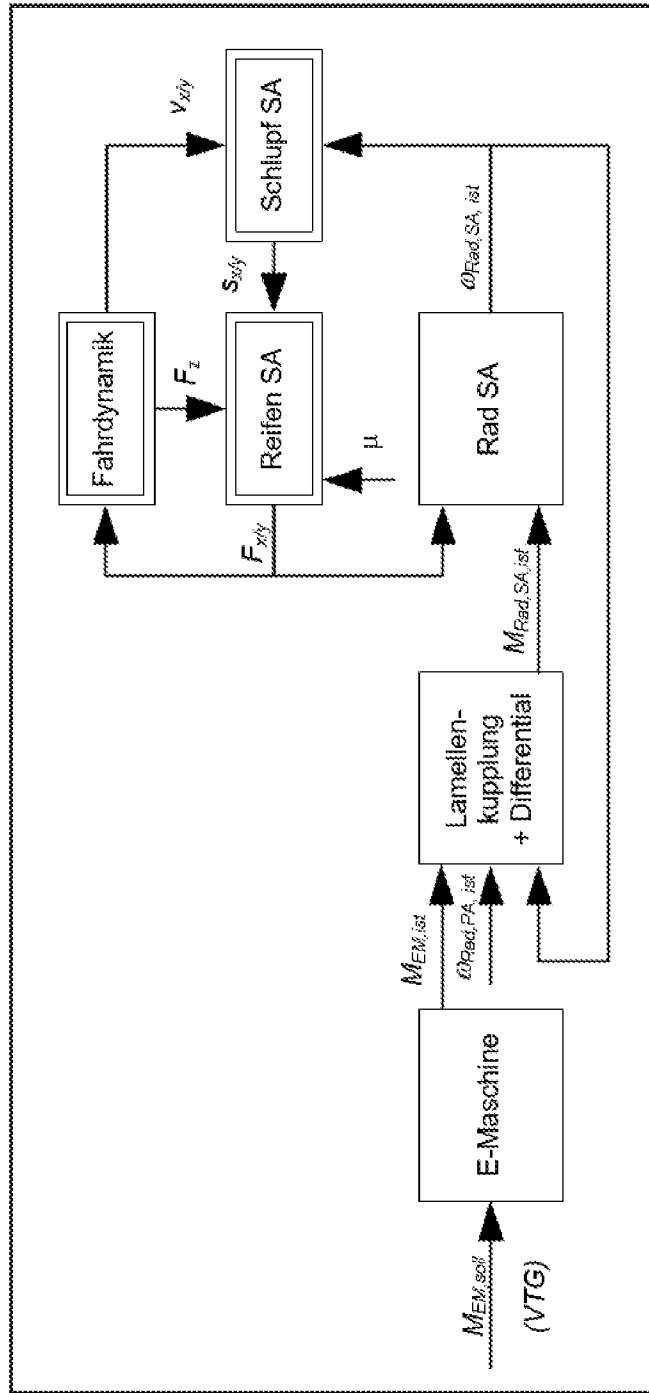 Fahrdynamik
v_x/y
F_z
Schlupf SA
s_x/y
Reifen SA
F_x/y
μ
Rad SA
ω_Rad,SA, ist
M_Rad,SA,ist
Lamellen-
kupplung
+ Differential
M_EM,ist
ω_Rad,PA, ist
E-Maschine
M_EM,soll
(VTG)